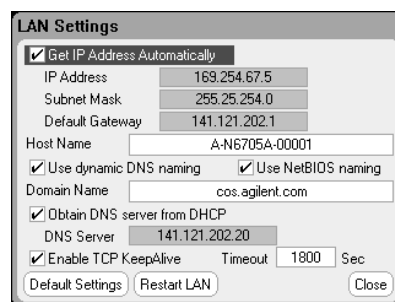 LAN Settings
Get IP Address Automatically
IP Address 169.254.67.5
Subnet Mask 255.25.254.0
Default Gateway 141.121.202.1
Host Name A-N6705A-00001
Use dynamic DNS naming Use NetBIOS naming
Domain Name cos.agilent.com
Obtain DNS server from DHCP
DNS Server 141.121.202.20
Enable TCP KeepAlive Timeout 1800 Sec
Default Settings Restart LAN Close